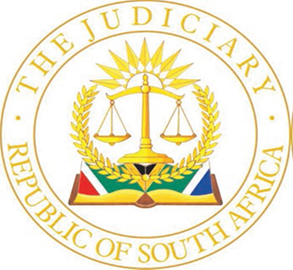 · THE JUDICIARY ·
REPUBLIC OF SOUTH AFRICA